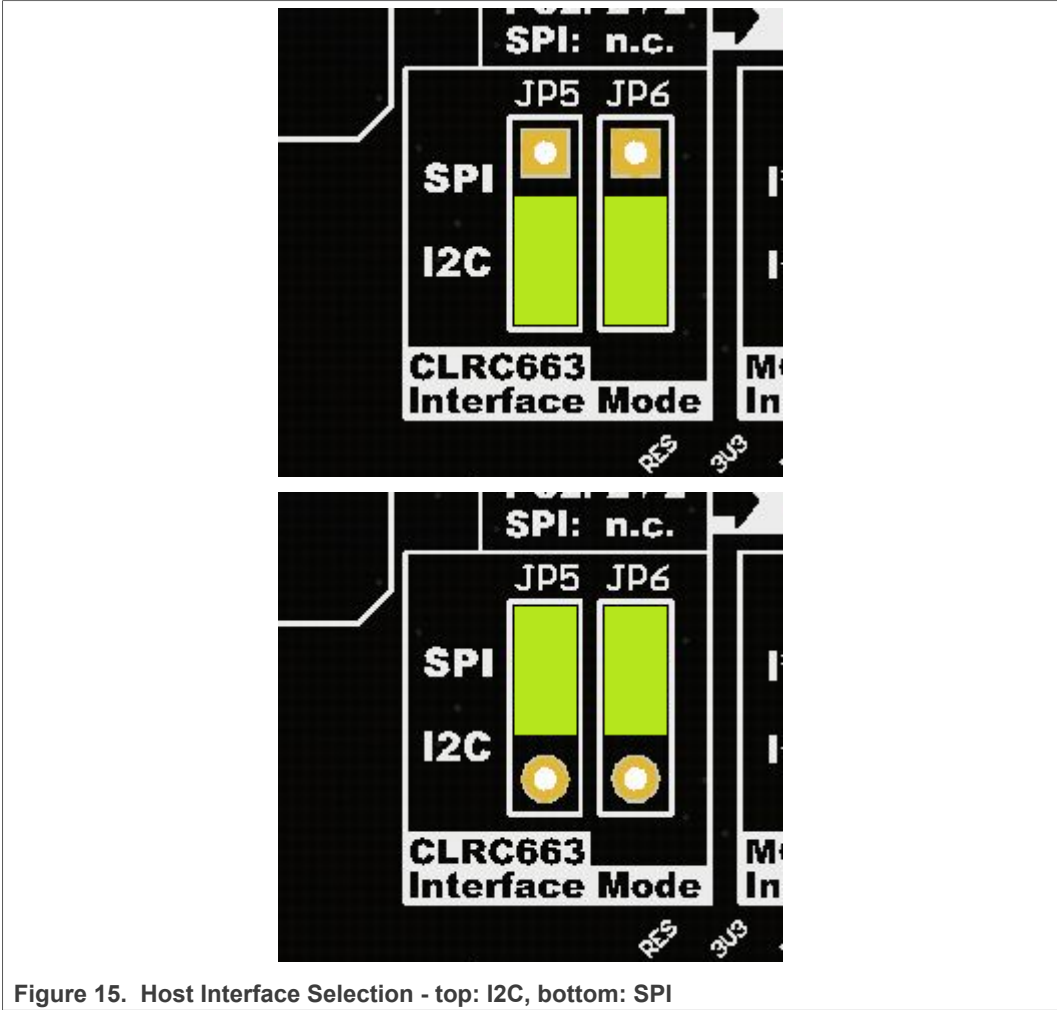 SPI: n.c.
JP5 JP6
SPI
I2C
CLRC663
Interface Mode
RES 3V3
SPI: n.c.
JP5 JP6
SPI
I2C
CLRC663
Interface Mode
RES 3V3
Figure 15. Host Interface Selection - top: I2C, bottom: SPI